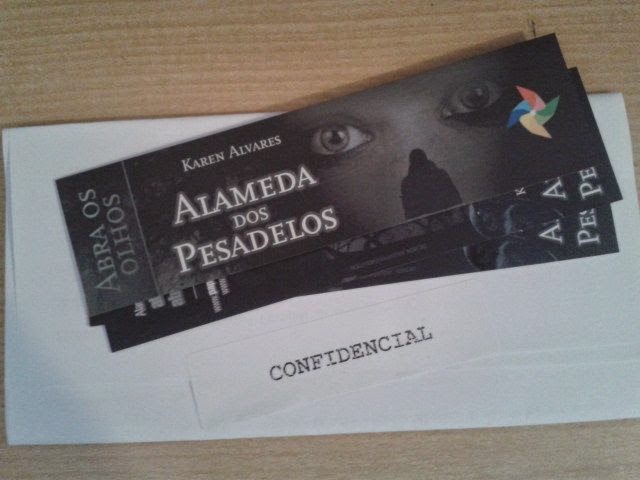 ABRA OS
OLHOS
KAREN ALVARES
ALAMEDA
DOS
PESADELOS
CONFIDENCIAL